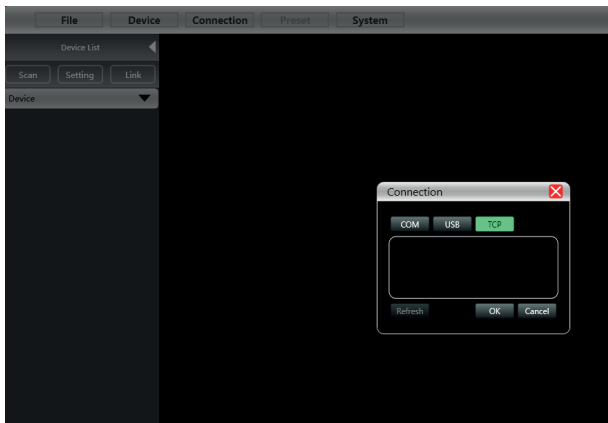 File Device Connection Preset System
Device List
Scan Setting Link
Device
Connection
COM USB TCP
Refresh OK Cancel